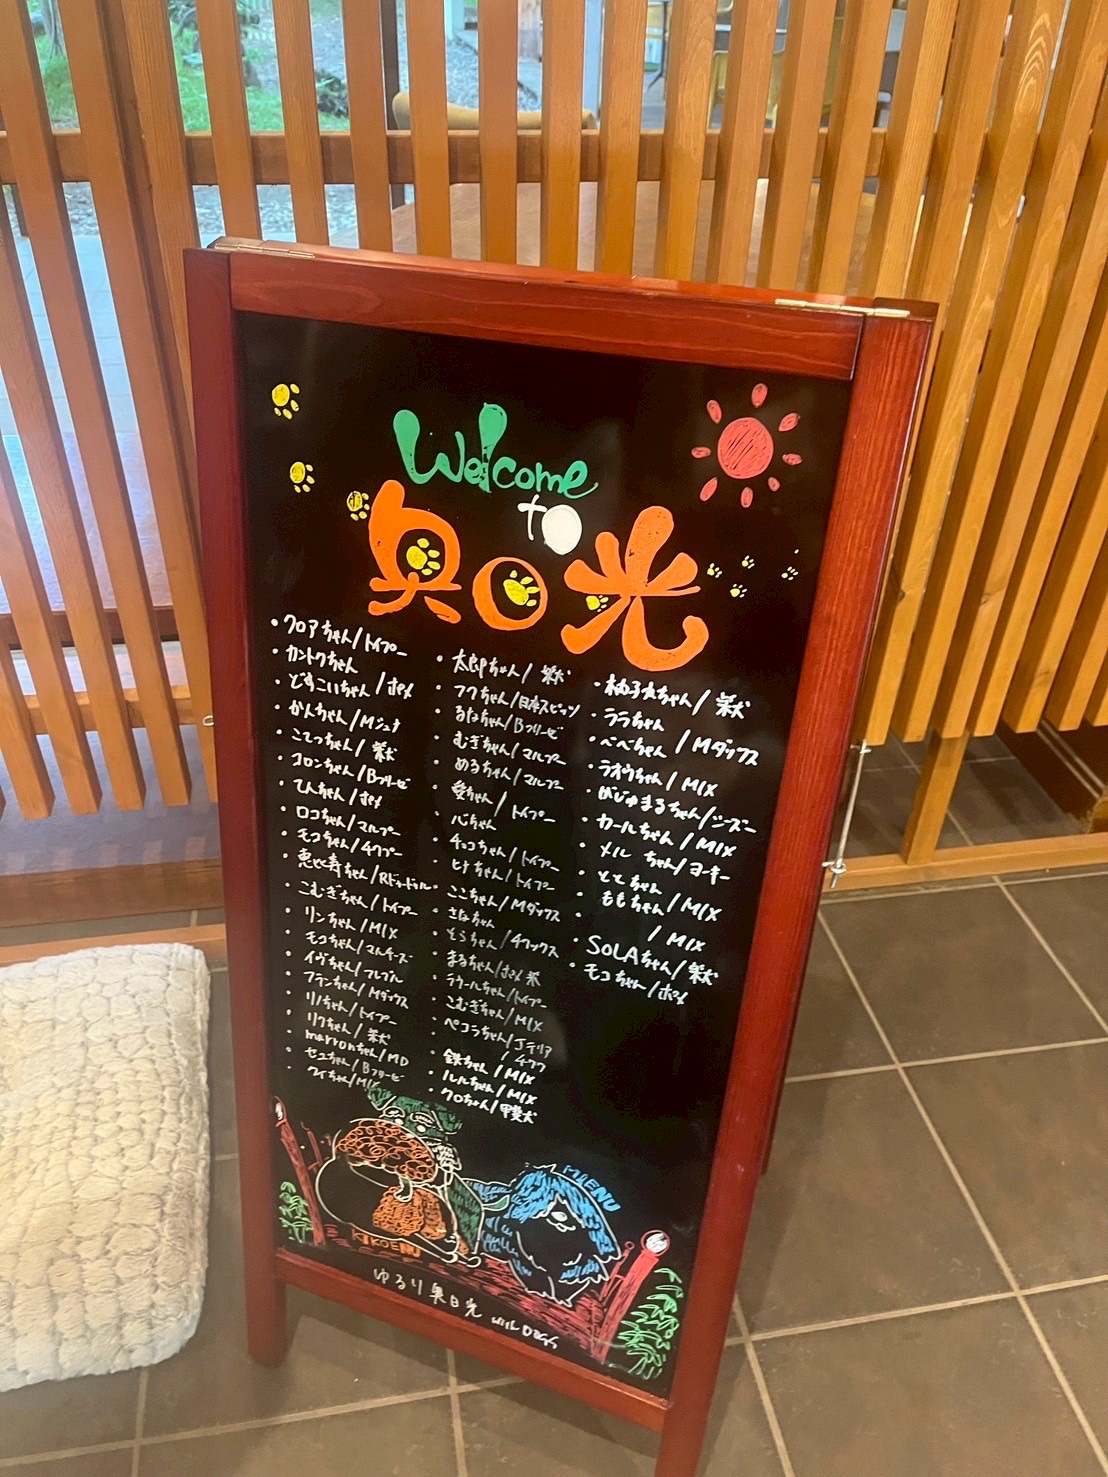 Welcome
to
奥日光
・クロアちゃん/トイプー
・カントクちゃん
・どすこいちゃん/ポメ
・かんちゃん/Mシュナ
・こてつちゃん/柴犬
・コロンちゃん/Bフリーゼ
・てんちゃん/ポメ
・ロコちゃん/マルプー
・モコちゃん/チワプー
・恵比寿ちゃん/Rドゥードゥル
・こむぎちゃん/トイプー
・リンちゃん/MIX
・モコちゃん/マルチーズ
・イヴちゃん/フレブル
・フランちゃん/Mダックス
・リノちゃん/トイプー
・リクちゃん/柴犬
・marronちゃん/MD
・セユちゃん/Bフリーゼ
・クイちゃん/MIX
・太郎ちゃん/柴犬
・フクちゃん/日本スピッツ
・るなちゃん/Bフリーゼ
・むぎちゃん/マルプー
・めるちゃん/マルプー
・愛ちゃん/トイプー
・心ちゃん
・チョコちゃん/トイプー
・ヒナちゃん/トイプー
・ここちゃん/Mダックス
・さなちゃん
・そらちゃん/チワックス
・まるちゃん/ポメ柴
・ラウールちゃん/トイプー
・こむぎちゃん/MIX
・ペコラちゃん/Jテリア
/チワワ
・鉄ちゃん/MIX
・ルルちゃん/MIX
・クロちゃん/甲斐犬
・柚子丸ちゃん/柴犬
・ララちゃん
・べべちゃん/Mダックス
・ラオウちゃん/MIX
・がじゅまるちゃん/シーズー
・カールちゃん/MIX
・メルちゃん/ヨーキー
・ととちゃん
・ももちゃん/MIX
・/MIX
・SOLAちゃん/柴犬
・モコちゃん/ポメ
MIENU
KIKOENU
ゆるり奥日光 with DOGS